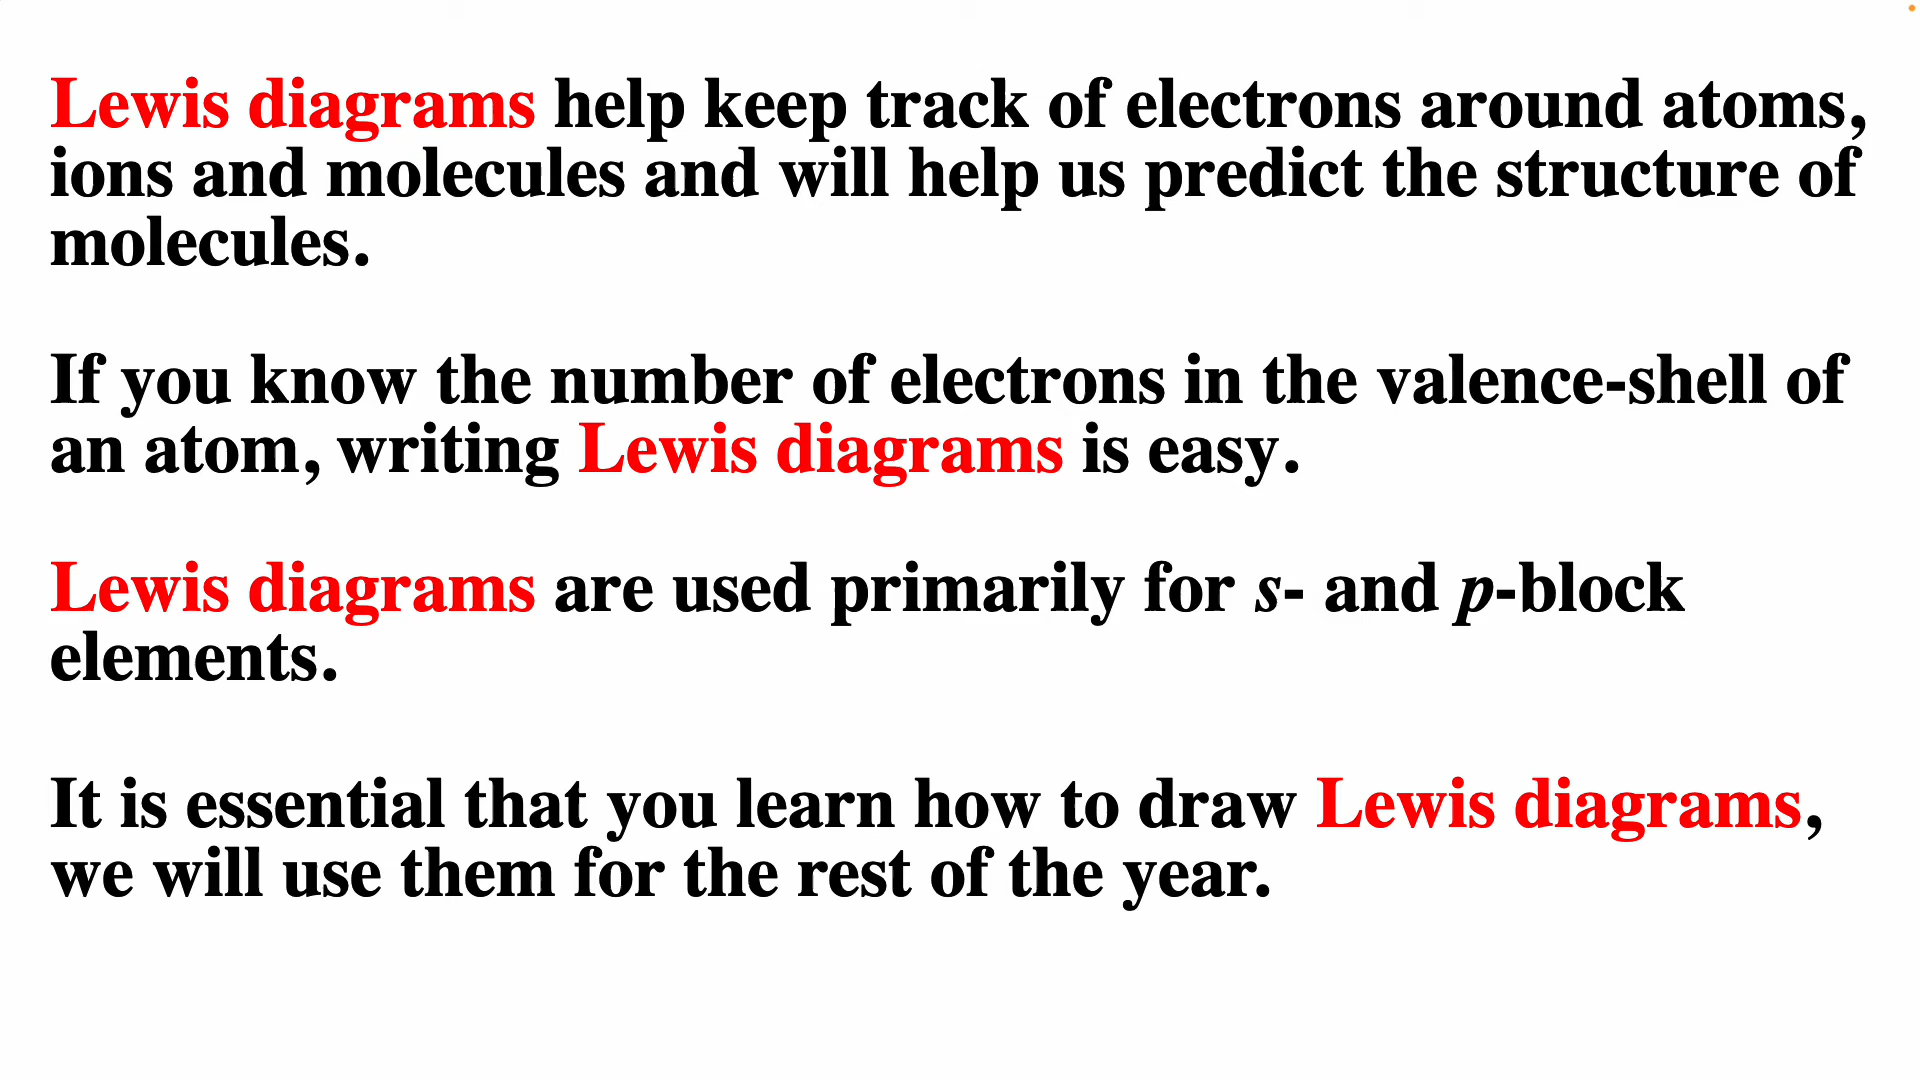 Lewis diagrams help keep track of electrons around atoms,
ions and molecules and will help us predict the structure of
molecules.
If you know the number of electrons in the valence-shell of
an atom, writing Lewis diagrams is easy.
Lewis diagrams are used primarily for s- and p-block
elements.
It is essential that you learn how to draw Lewis diagrams,
we will use them for the rest of the year.